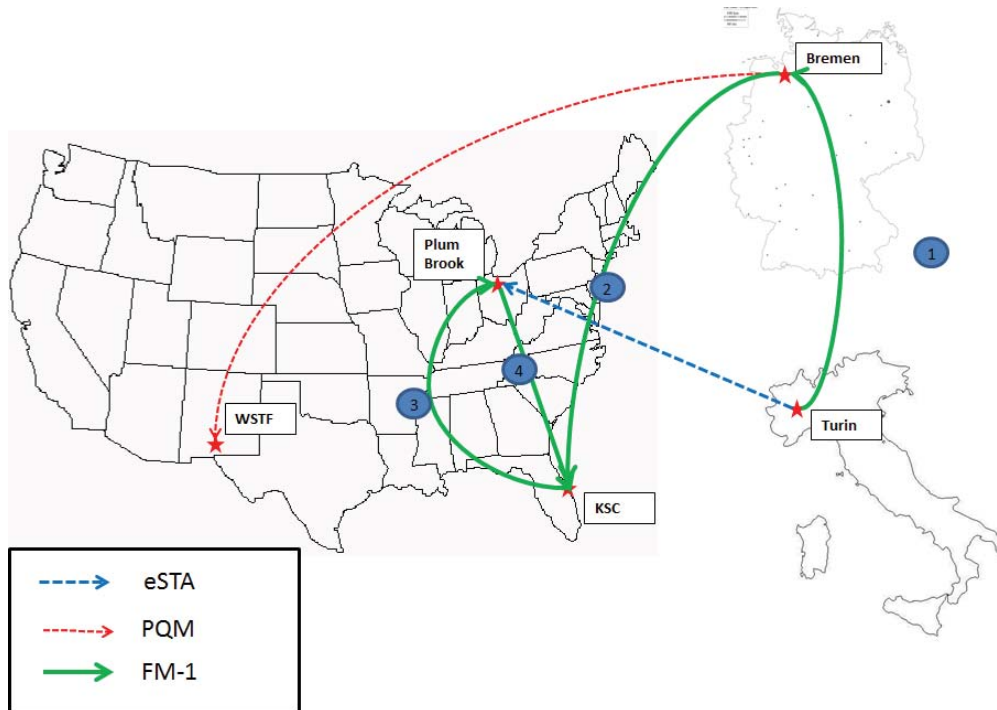 Bremen
1
Plum
Brook
2
4
3
WSTF
Turin
KSC
eSTA
PQM
FM-1